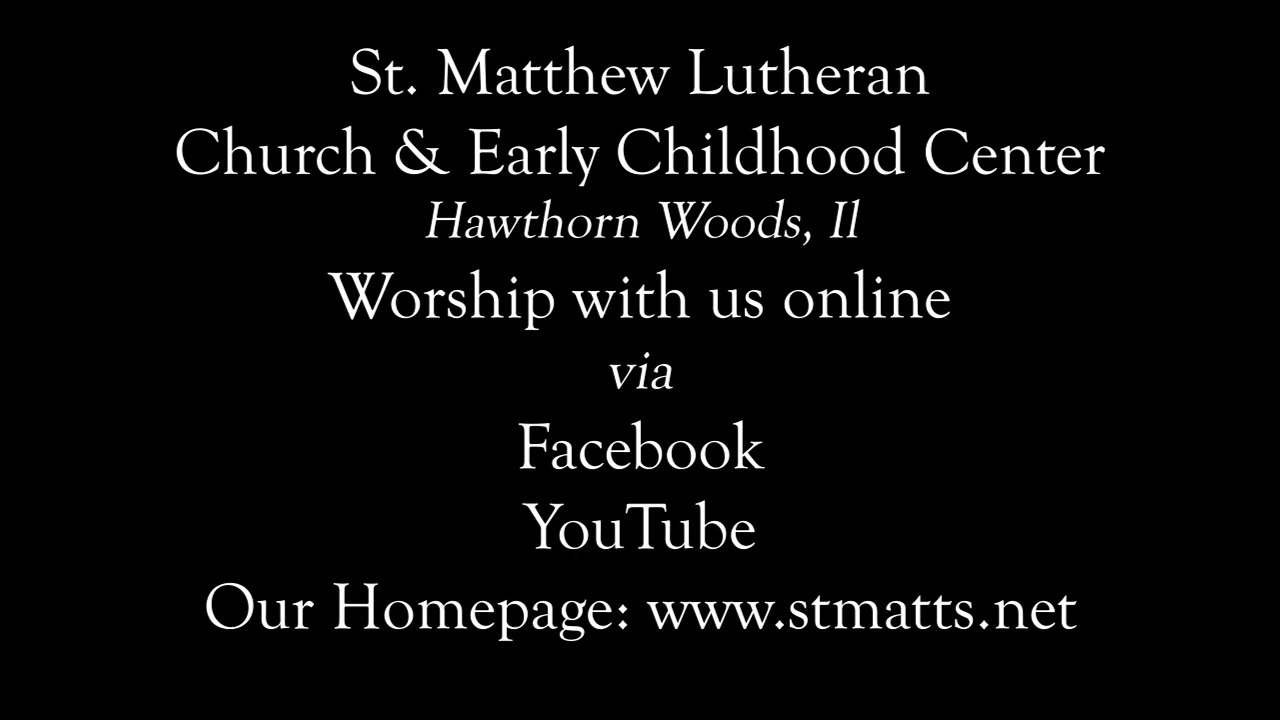 St. Matthew Lutheran
Church & Early Childhood Center
Hawthorn Woods, Il
Worship with us online
via
Facebook
YouTube
Our Homepage: www.stmatts.net